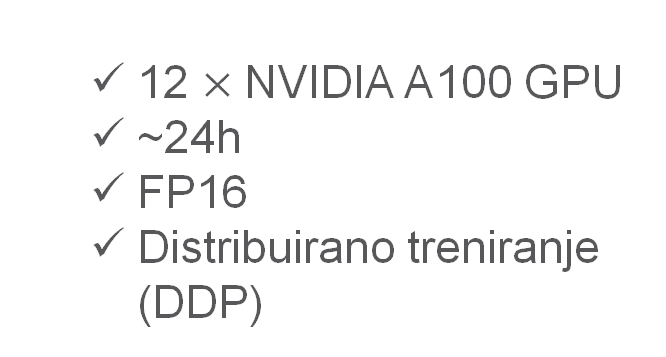 ✓ 12 × NVIDIA A100 GPU
✓ ~24h
✓ FP16
✓ Distribuirano treniranje
(DDP)